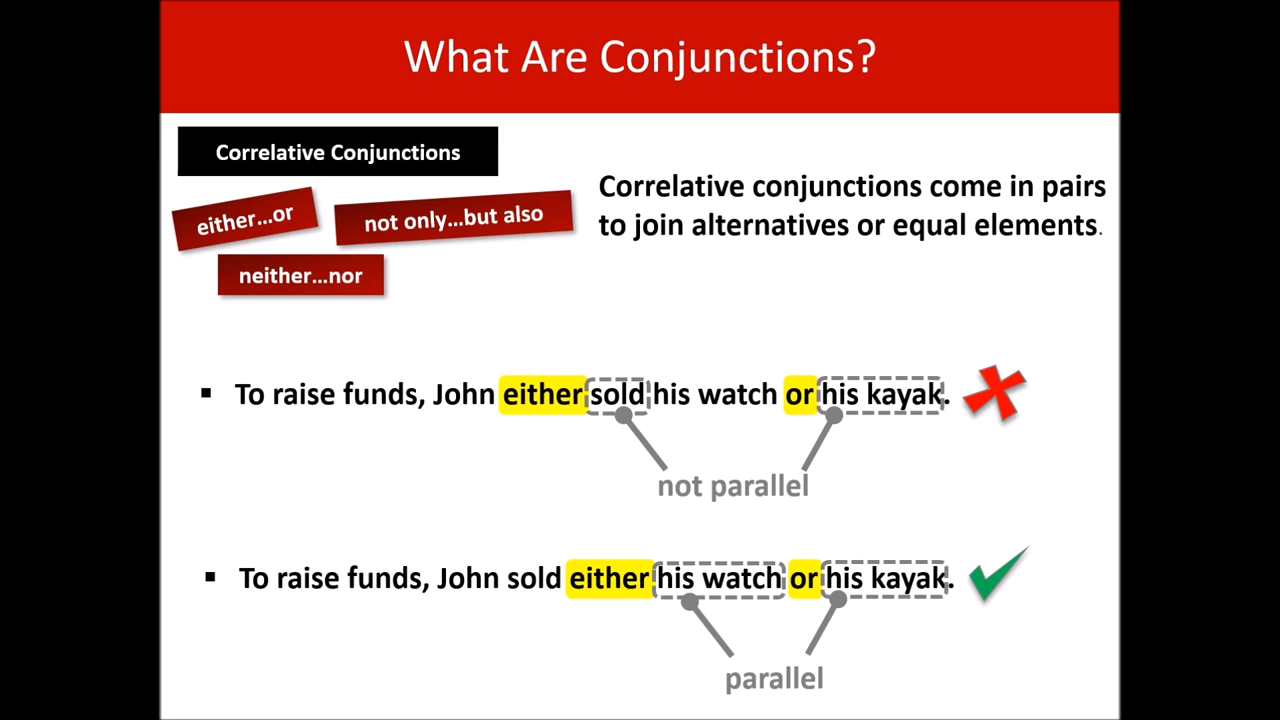 What Are Conjunctions?
Correlative Conjunctions
either…or
not only…but also
neither…nor
Correlative conjunctions come in pairs
to join alternatives or equal elements.
▪ To raise funds, John either sold his watch or his kayak.
not parallel
▪ To raise funds, John sold either his watch or his kayak.
parallel